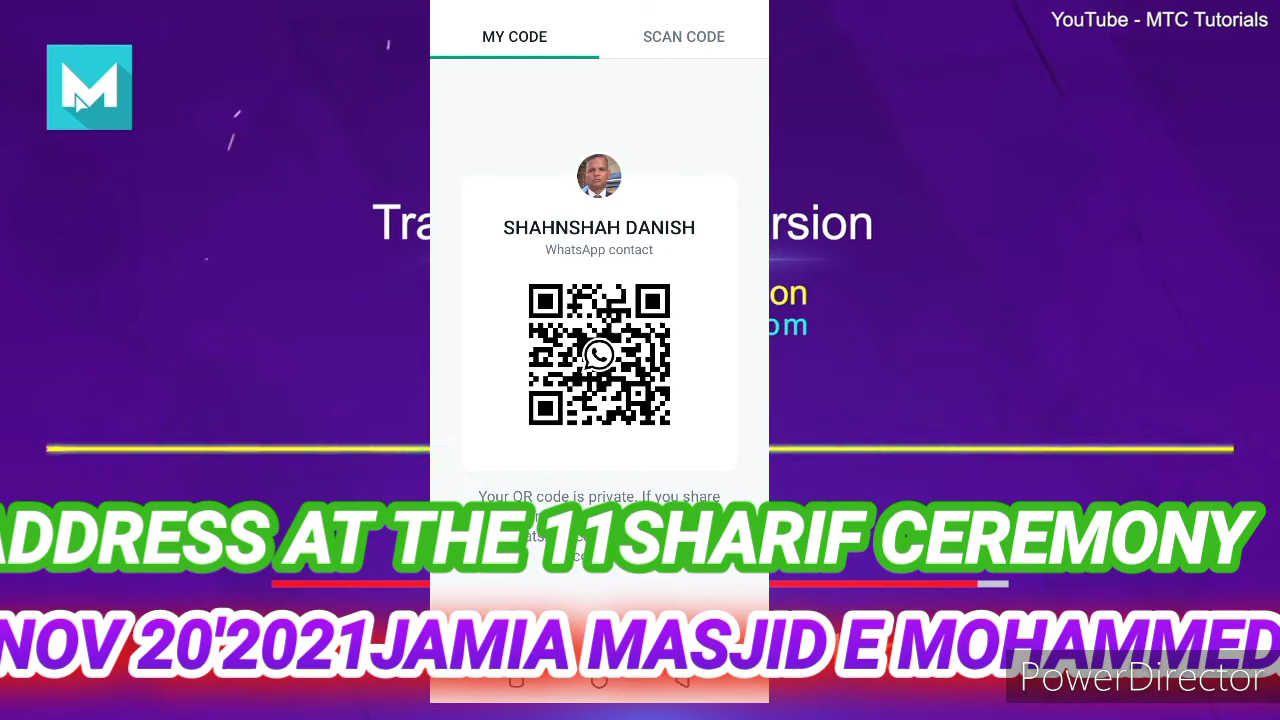 YouTube - MTC Tutorials
MY CODE SCAN CODE
M
SHAHNSHAH DANISH
WhatsApp contact
Tra rsion
on
om
Your QR code is private. If you share
ADDRESS AT THE 11SHARIF CEREMONY
NOV 20'2021JAMIA MASJID E MOHAMMED
PowerDirector